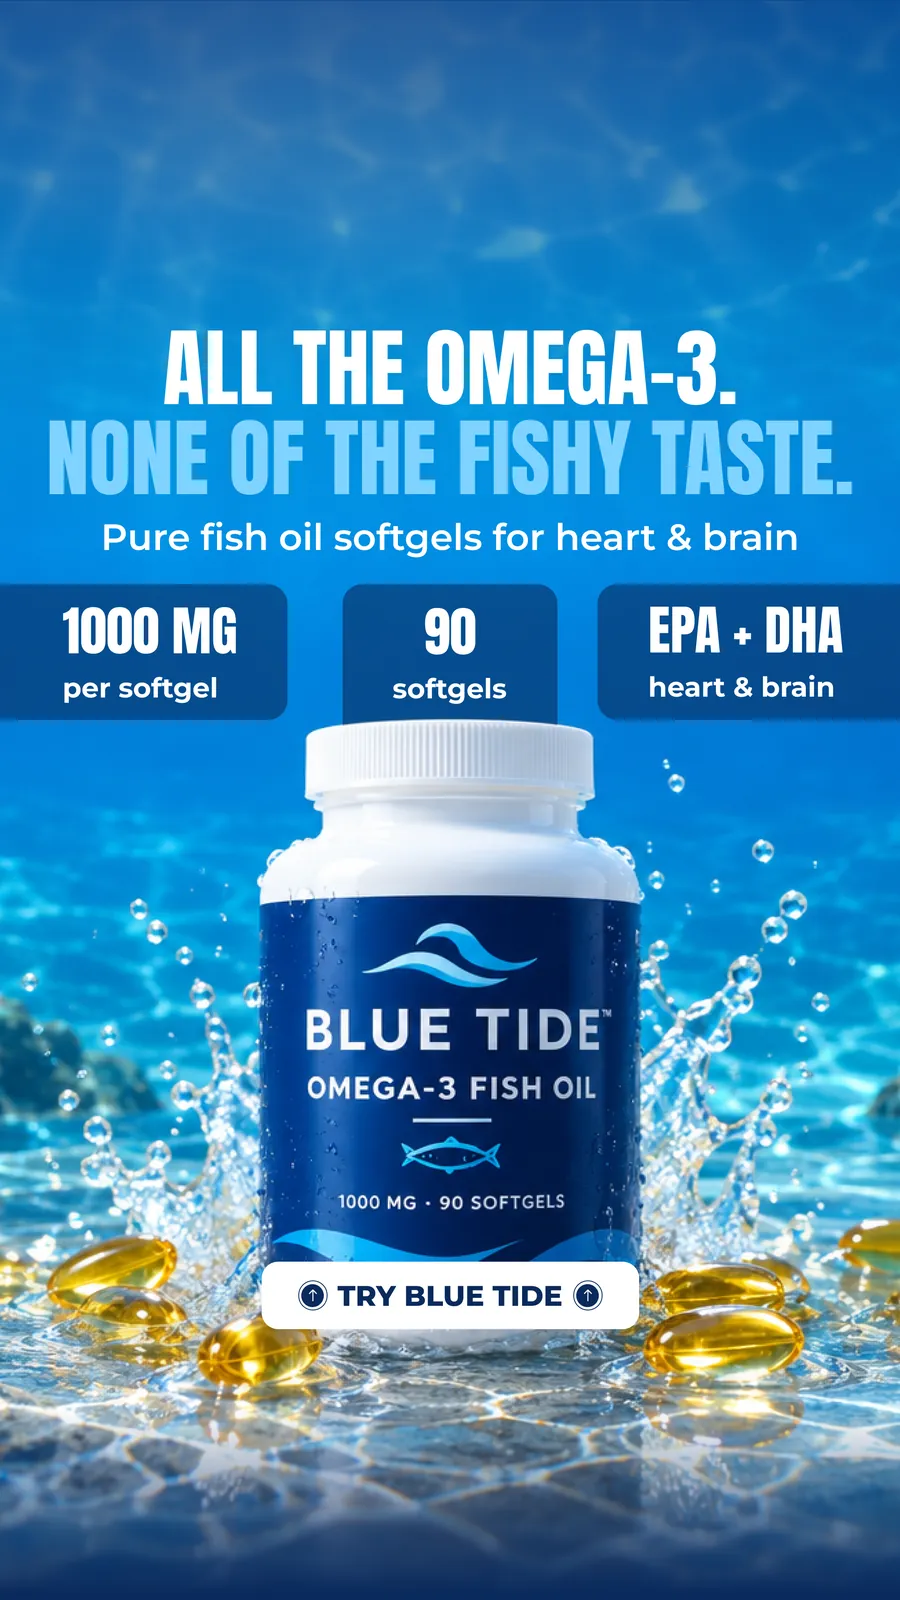 ALL THE OMEGA-3.
NONE OF THE FISHY TASTE.
Pure fish oil softgels for heart & brain
1000 MG
per softgel
90
softgels
EPA + DHA
heart & brain
BLUE TIDE™
OMEGA-3 FISH OIL
1000 MG · 90 SOFTGELS
TRY BLUE TIDE